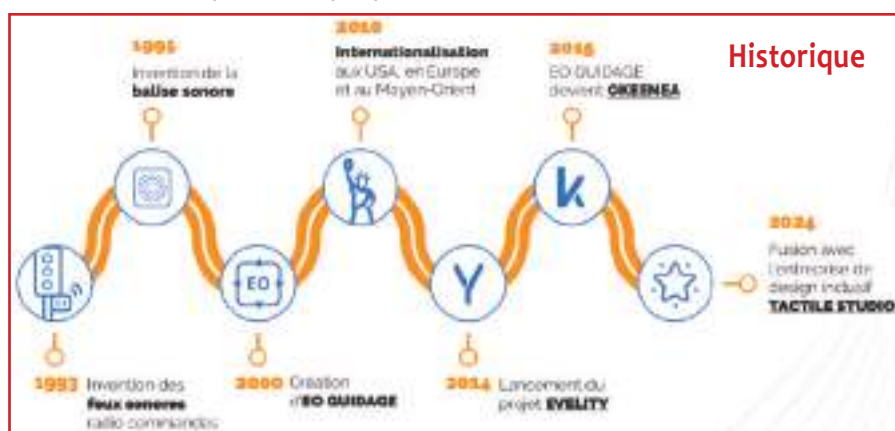 Historique
1993 Invention des
feux sonores
radio commandés
1995
Invention de la
balise sonore
2000 Création
d'EO GUIDAGE
EO
2010
Internationalisation
aux USA, en Europe
et au Moyen-Orient
2014 Lancement du
projet EVELITY
Y
2015
EO GUIDAGE
devient OKEENEA
k
2024
Fusion avec
l'entreprise de
design inclusif
TACTILE STUDIO